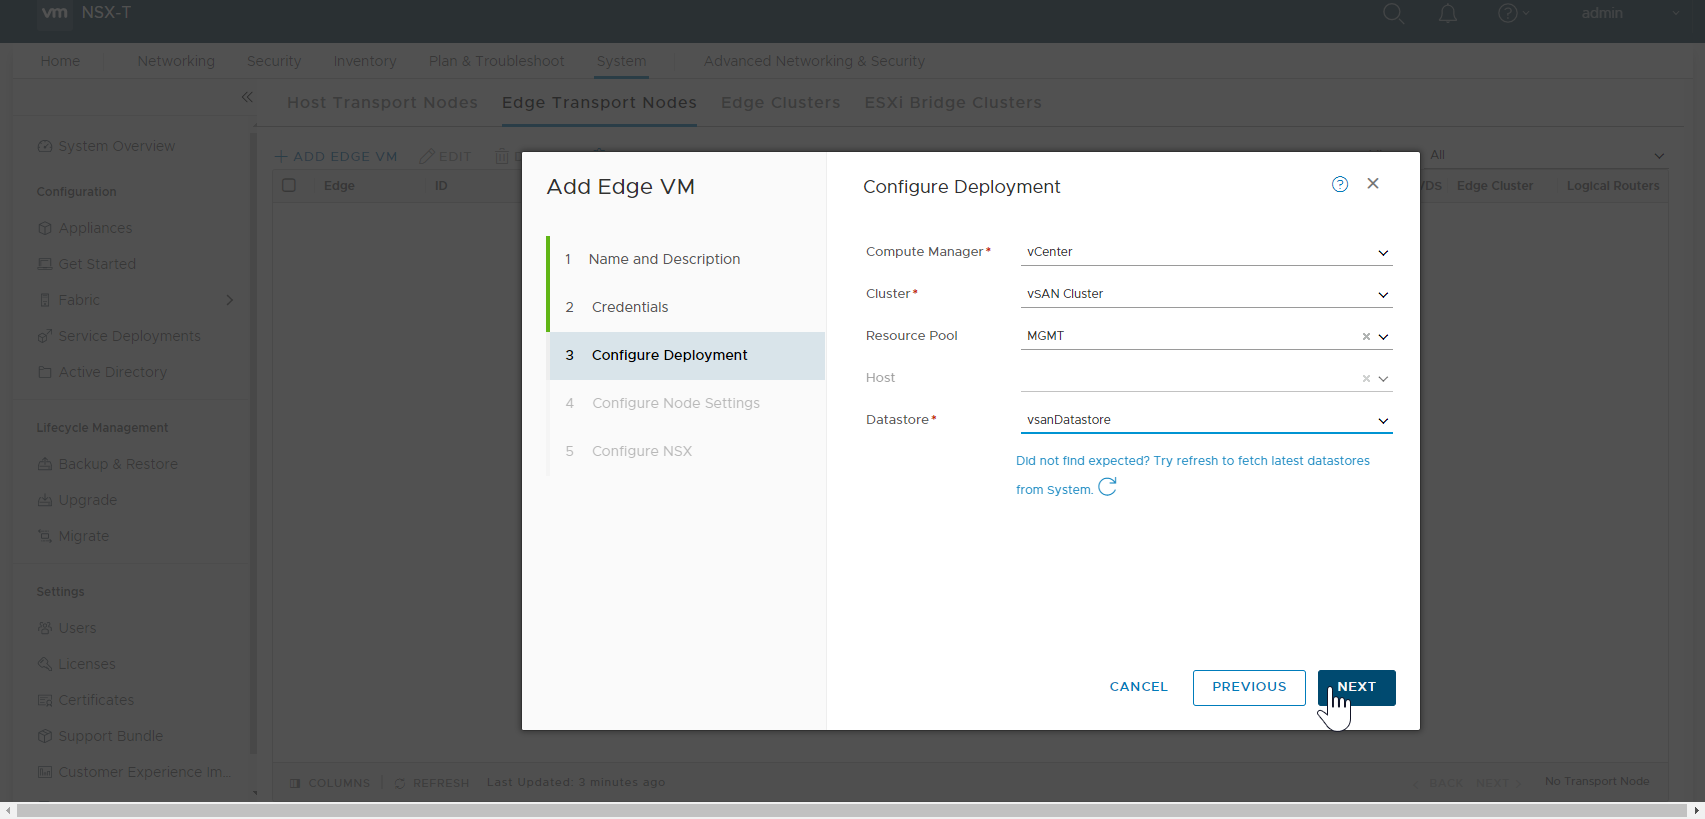 vm NSX-T
admin
Home Networking Security Inventory Plan & Troubleshoot System Advanced Networking & Security
Host Transport Nodes Edge Transport Nodes Edge Clusters ESXi Bridge Clusters
System Overview
Configuration
Appliances
Get Started
Fabric
Service Deployments
Active Directory
Lifecycle Management
Backup & Restore
Upgrade
Migrate
Settings
Users
Licenses
Certificates
Support Bundle
Customer Experience Im...
ADD EDGE VM EDIT
All
Edge ID Edge Cluster Logical Routers
Add Edge VM
1 Name and Description
2 Credentials
3 Configure Deployment
4 Configure Node Settings
5 Configure NSX
Configure Deployment
Compute Manager* vCenter
Cluster* vSAN Cluster
Resource Pool MGMT
Host
Datastore* vsanDatastore
Did not find expected? Try refresh to fetch latest datastores
from System.
CANCEL PREVIOUS NEXT
COLUMNS REFRESH Last Updated: 3 minutes ago
BACK NEXT No Transport Node